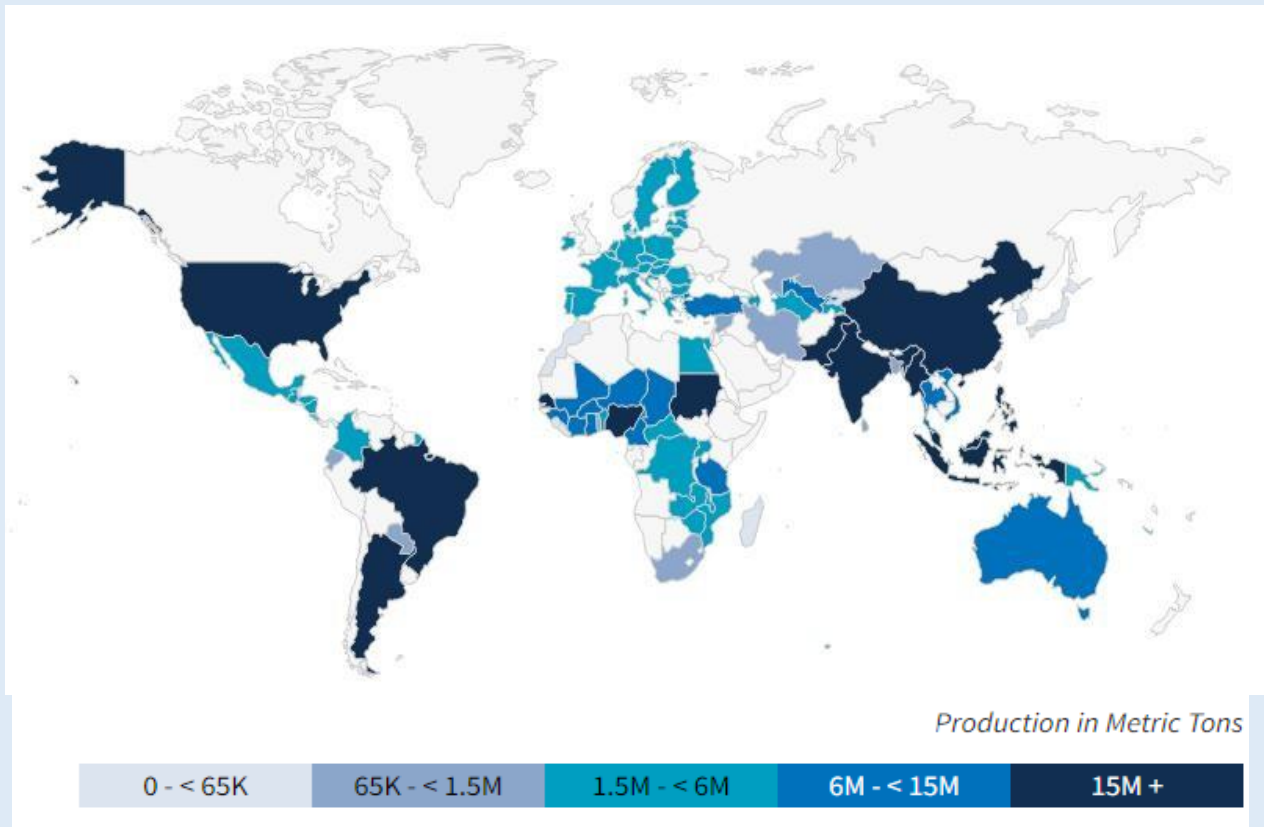 Production in Metric Tons
0 - < 65K 65K - < 1.5M 1.5M - < 6M 6M - < 15M 15M +